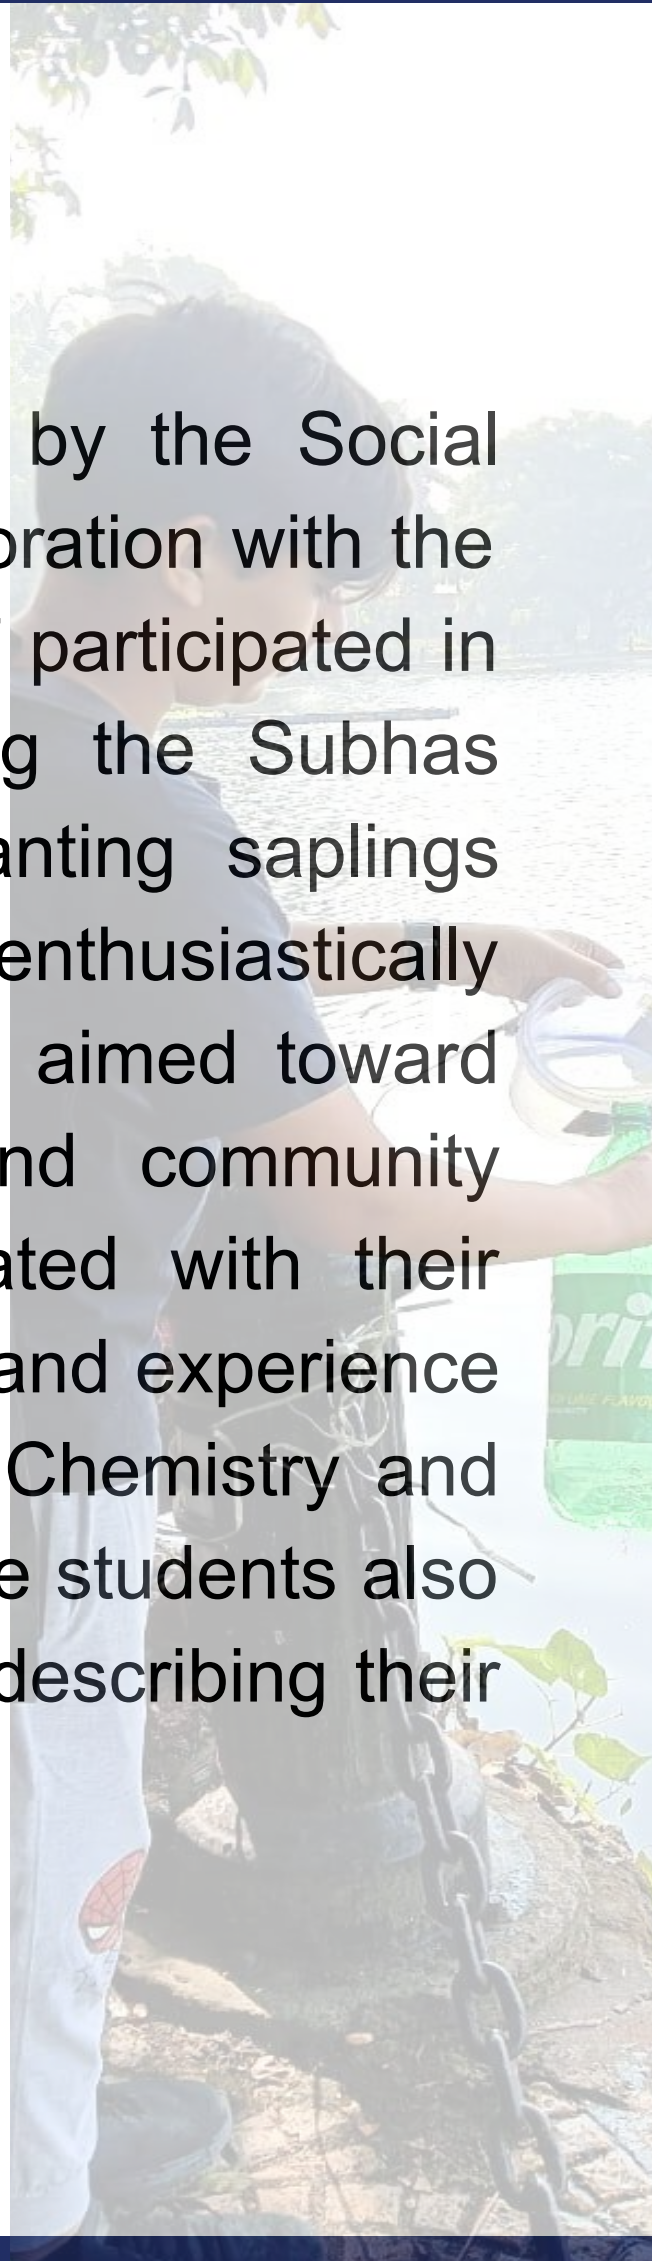 by the Social
oration with the
participated in
g the Subhas
anting saplings
enthusiastically
aimed toward
nd community
ated with their
and experience
Chemistry and
e students also
describing their